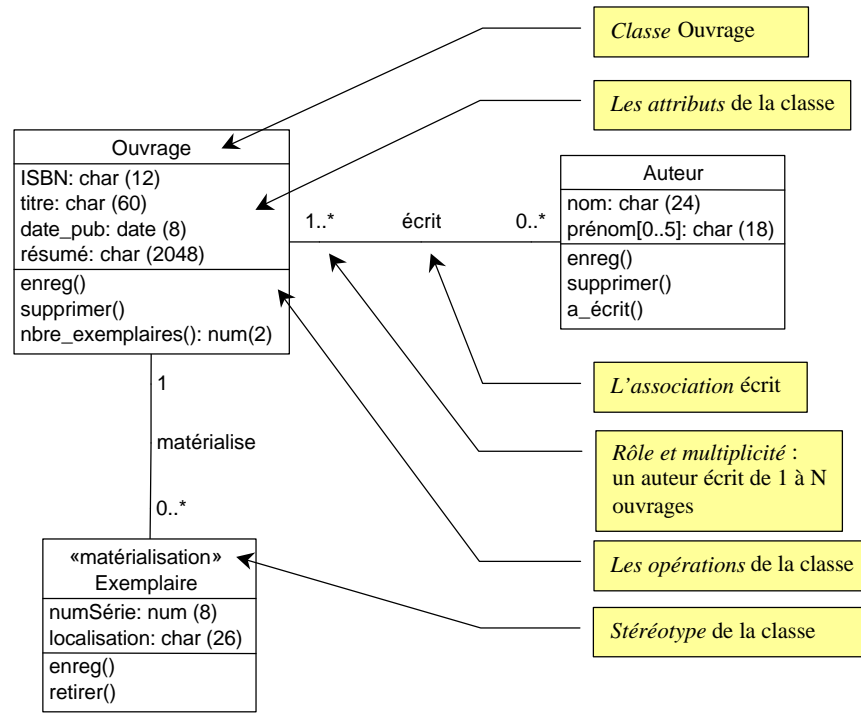 Classe Ouvrage
Les attributs de la classe
Ouvrage
ISBN: char (12)
titre: char (60)
date_pub: date (8)
résumé: char (2048)
enreg()
supprimer()
nbre_exemplaires(): num(2)
1..*
écrit
0..*
Auteur
nom: char (24)
prénom[0..5]: char (18)
enreg()
supprimer()
a_écrit()
L'association écrit
1
matérialise
0..*
Rôle et multiplicité :
un auteur écrit de 1 à N
ouvrages
Les opérations de la classe
«matérialisation»
Exemplaire
numSérie: num (8)
localisation: char (26)
enreg()
retirer()
Stéréotype de la classe